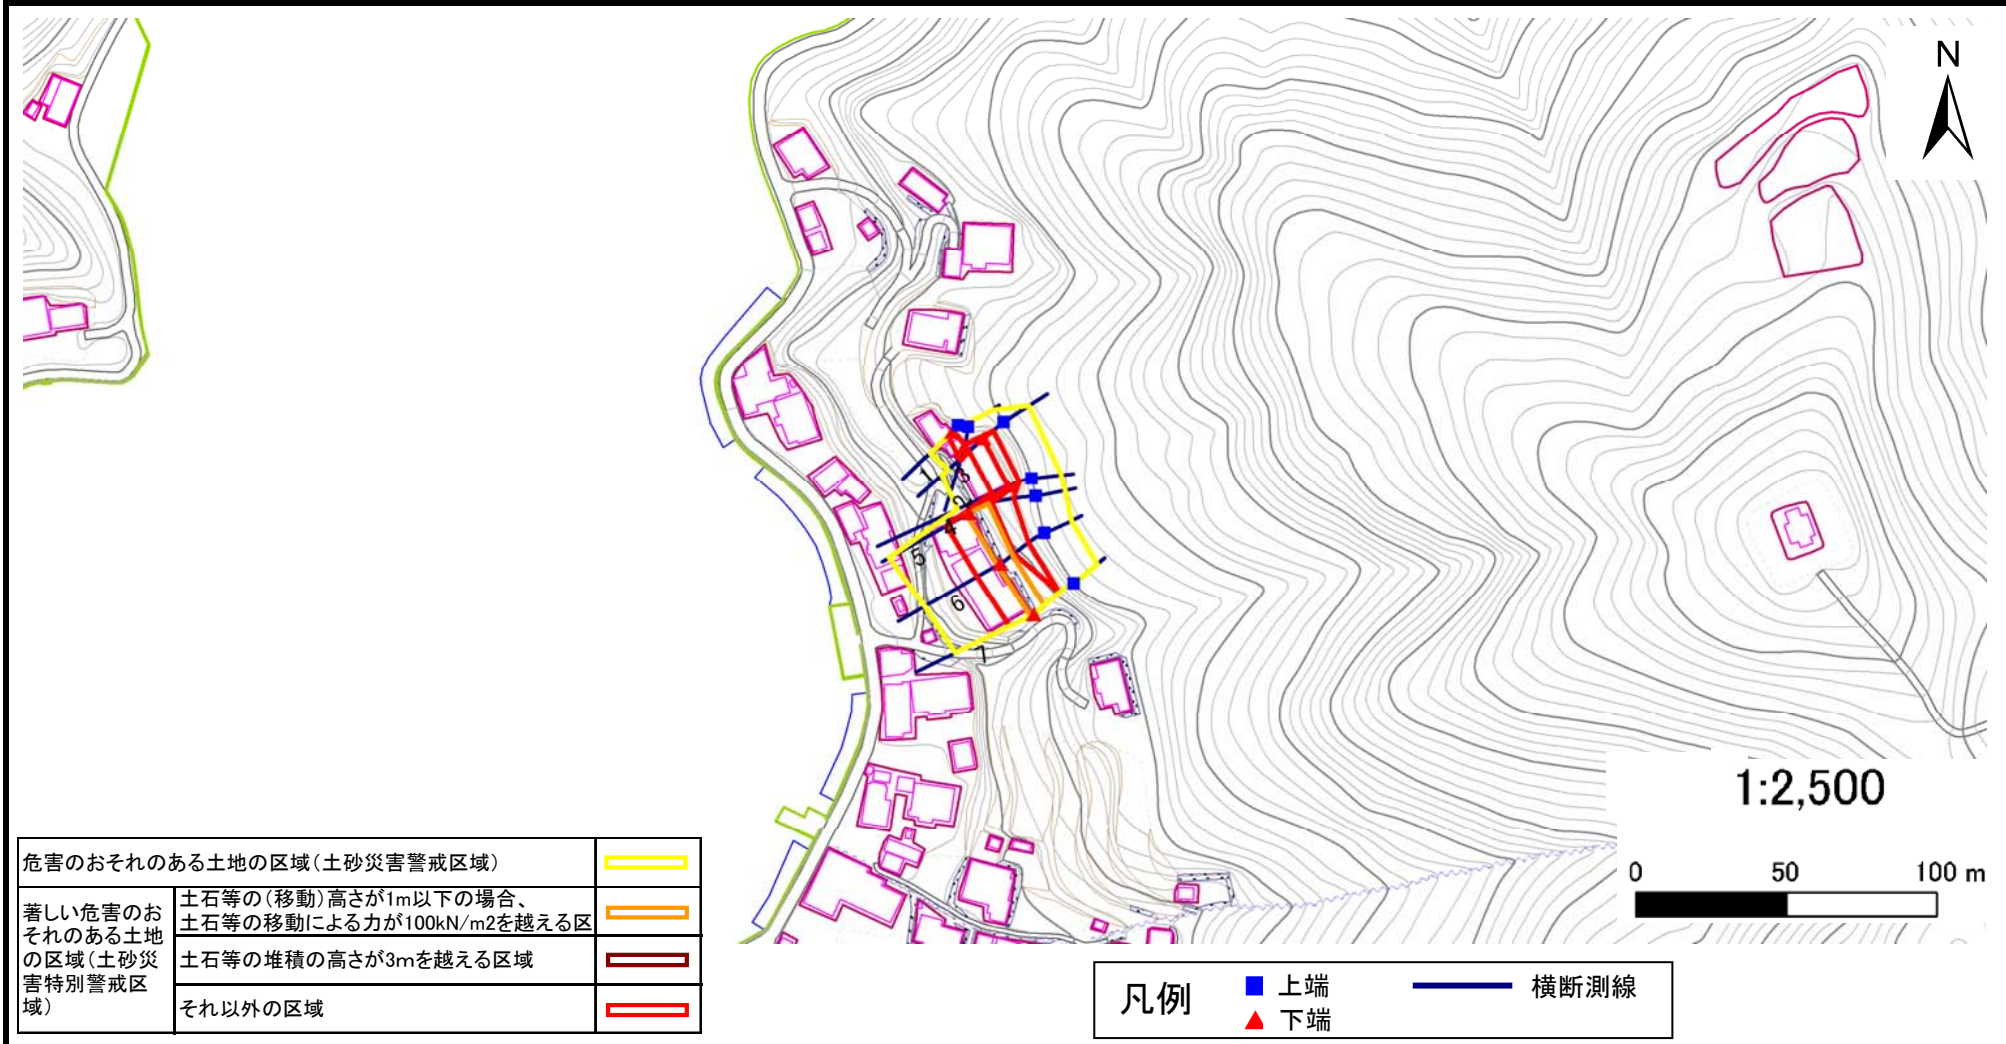 N
1
3
2
4
5
6
7
1:2,500
0 50 100 m
危害のおそれのある土地の区域(土砂災害警戒区域)
著しい危害のお
それのある土地
の区域(土砂災
害特別警戒区
域)
土石等の(移動)高さが1m以下の場合、
土石等の移動による力が100kN/m2を越える区
土石等の堆積の高さが3mを越える区域
それ以外の区域
凡例
上端
下端
横断測線